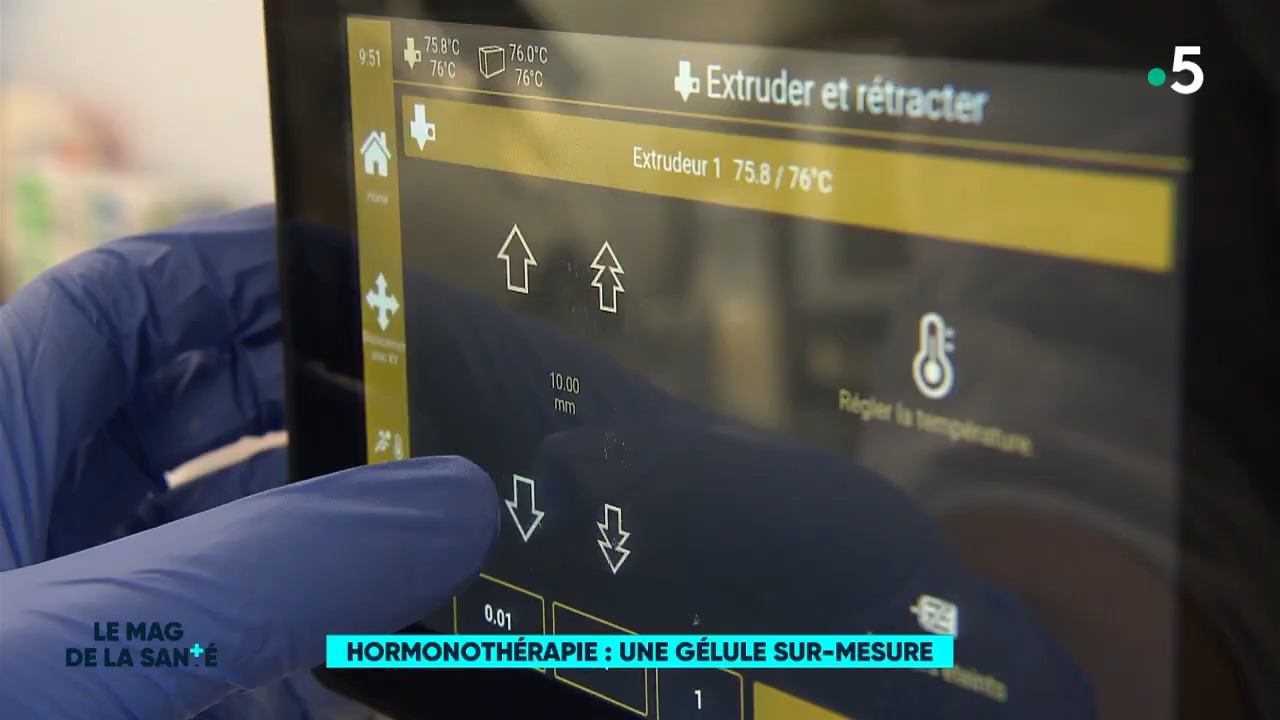 9:51
75.8°C
76°C
76.0°C
76°C
Extruder et rétracter
5
Extrudeur 1 75.8 / 76°C
Home
10.00
mm
Régler la température
0.01
1
LE MAG
DE LA SANTÉ
HORMONOTHÉRAPIE : UNE GÉLULE SUR-MESURE